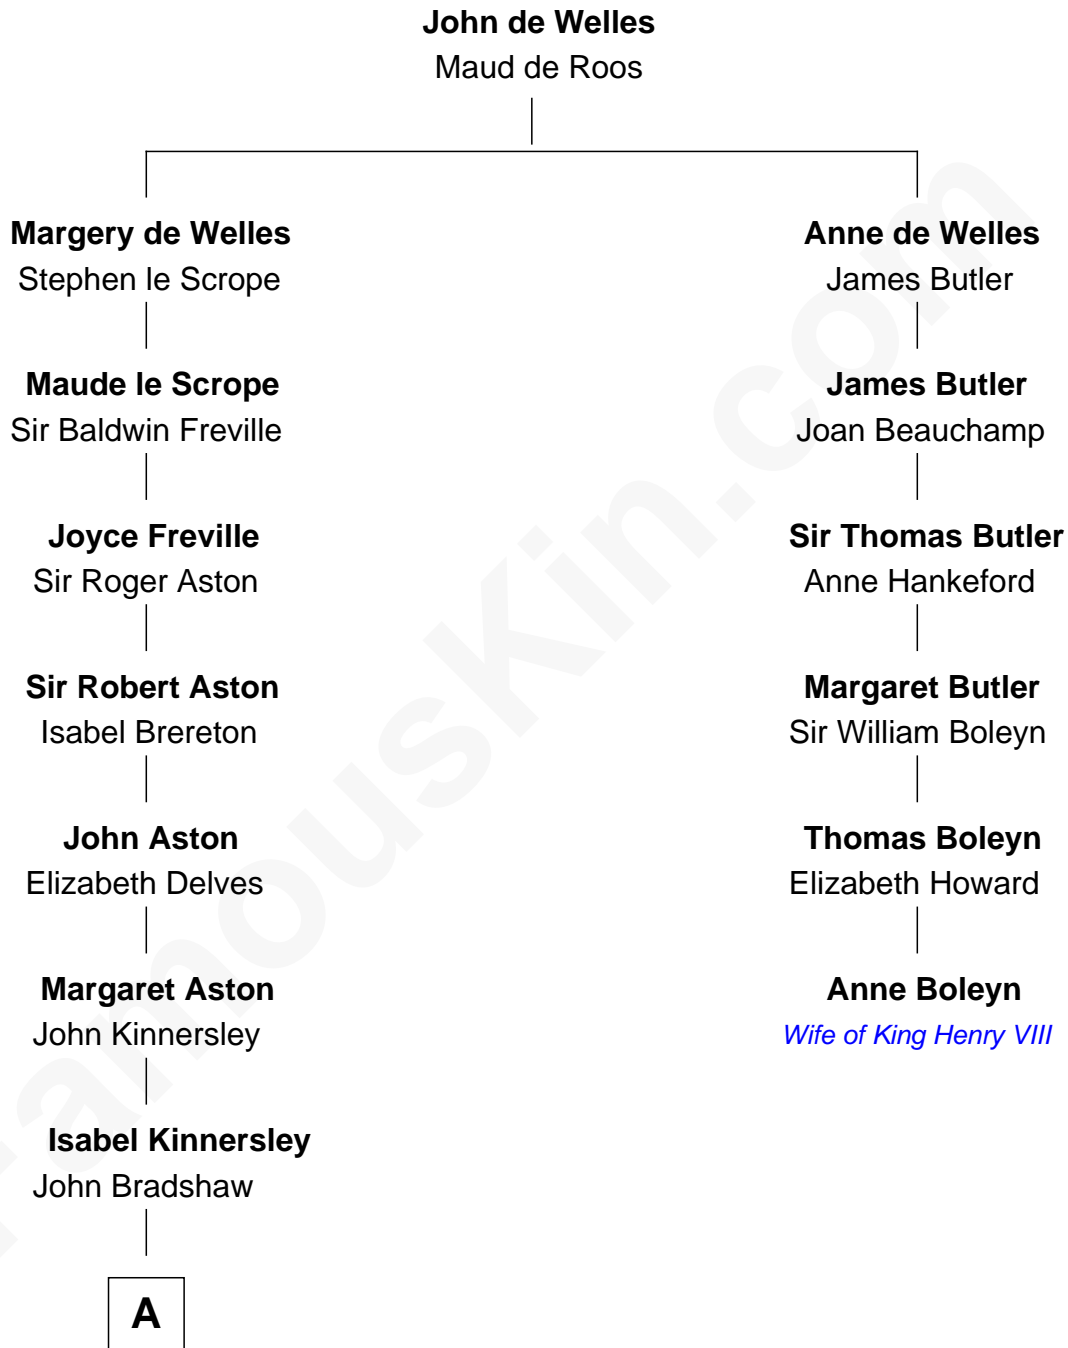 John de Welles
Maud de Roos
Margery de Welles
Stephen le Scrope
Anne de Welles
James Butler
Maude le Scrope
Sir Baldwin Freville
James Butler
Joan Beauchamp
Joyce Freville
Sir Roger Aston
Sir Thomas Butler
Anne Hankeford
Sir Robert Aston
Isabel Brereton
Margaret Butler
Sir William Boleyn
John Aston
Elizabeth Delves
Thomas Boleyn
Elizabeth Howard
Margaret Aston
John Kinnersley
Anne Boleyn
Wife of King Henry VIII
Isabel Kinnersley
John Bradshaw
A
FamousKin.com